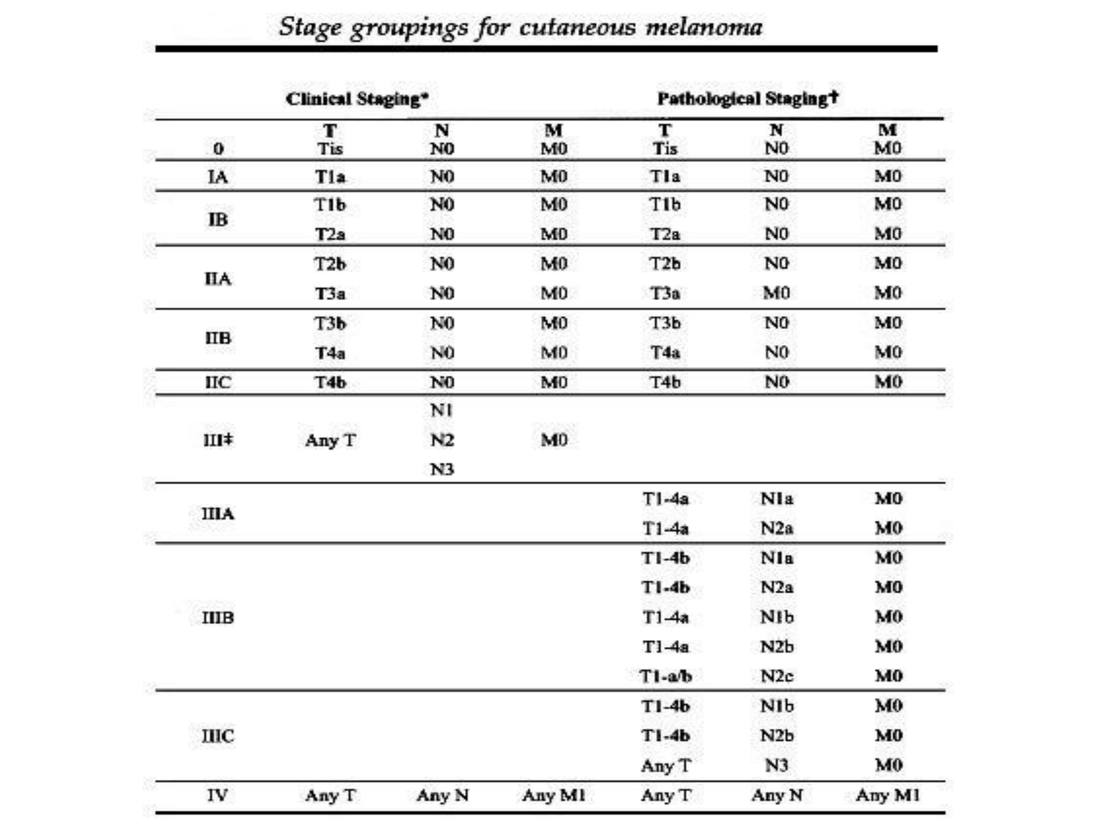 Stage groupings for cutaneous melanoma
Clinical Staging* Pathological Staging†
T N M T N M
0 Tis N0 M0 Tis N0 M0
IA T1a N0 M0 T1a N0 M0
T1b N0 M0 T1b N0 M0
IB
T2a N0 M0 T2a N0 M0
T2b N0 M0 T2b N0 M0
IIA
T3a N0 M0 T3a M0 M0
T3b N0 M0 T3b N0 M0
IIB
T4a N0 M0 T4a N0 M0
IIC T4b N0 M0 T4b N0 M0
N1
III‡ Any T N2 M0
N3
T1-4a N1a M0
IIIA
T1-4a N2a M0
T1-4b N1a M0
T1-4b N2a M0
IIIB T1-4a N1b M0
T1-4a N2b M0
T1-a/b N2c M0
T1-4b N1b M0
IIIC T1-4b N2b M0
Any T N3 M0
IV Any T Any N Any M1 Any T Any N Any M1